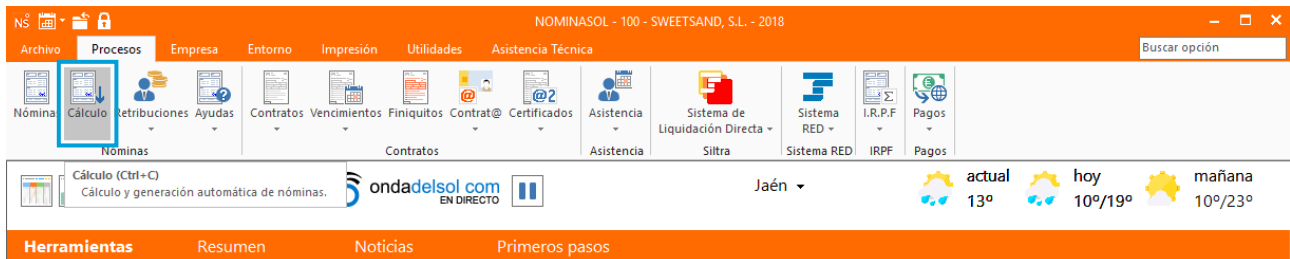 NS
NOMINASOL - 100 - SWEETSAND, S.L. - 2018
Archivo Procesos Empresa Entorno Impresión Utilidades Asistencia Técnica Buscar opción
Nóminas Cálculo Retribuciones Ayudas Contratos Vencimientos Finiquitos Contrat@ Certificados Asistencia Sistema de Liquidación Directa Sistema RED I.R.P.F Pagos
Nóminas Contratos Asistencia Siltra Sistema RED IRPF Pagos
Cálculo (Ctrl+C)
Cálculo y generación automática de nóminas.
ondadelsol com
EN DIRECTO
Jaén
actual hoy mañana
13º 10º/19º 10º/23º
Herramientas Resumen Noticias Primeros pasos